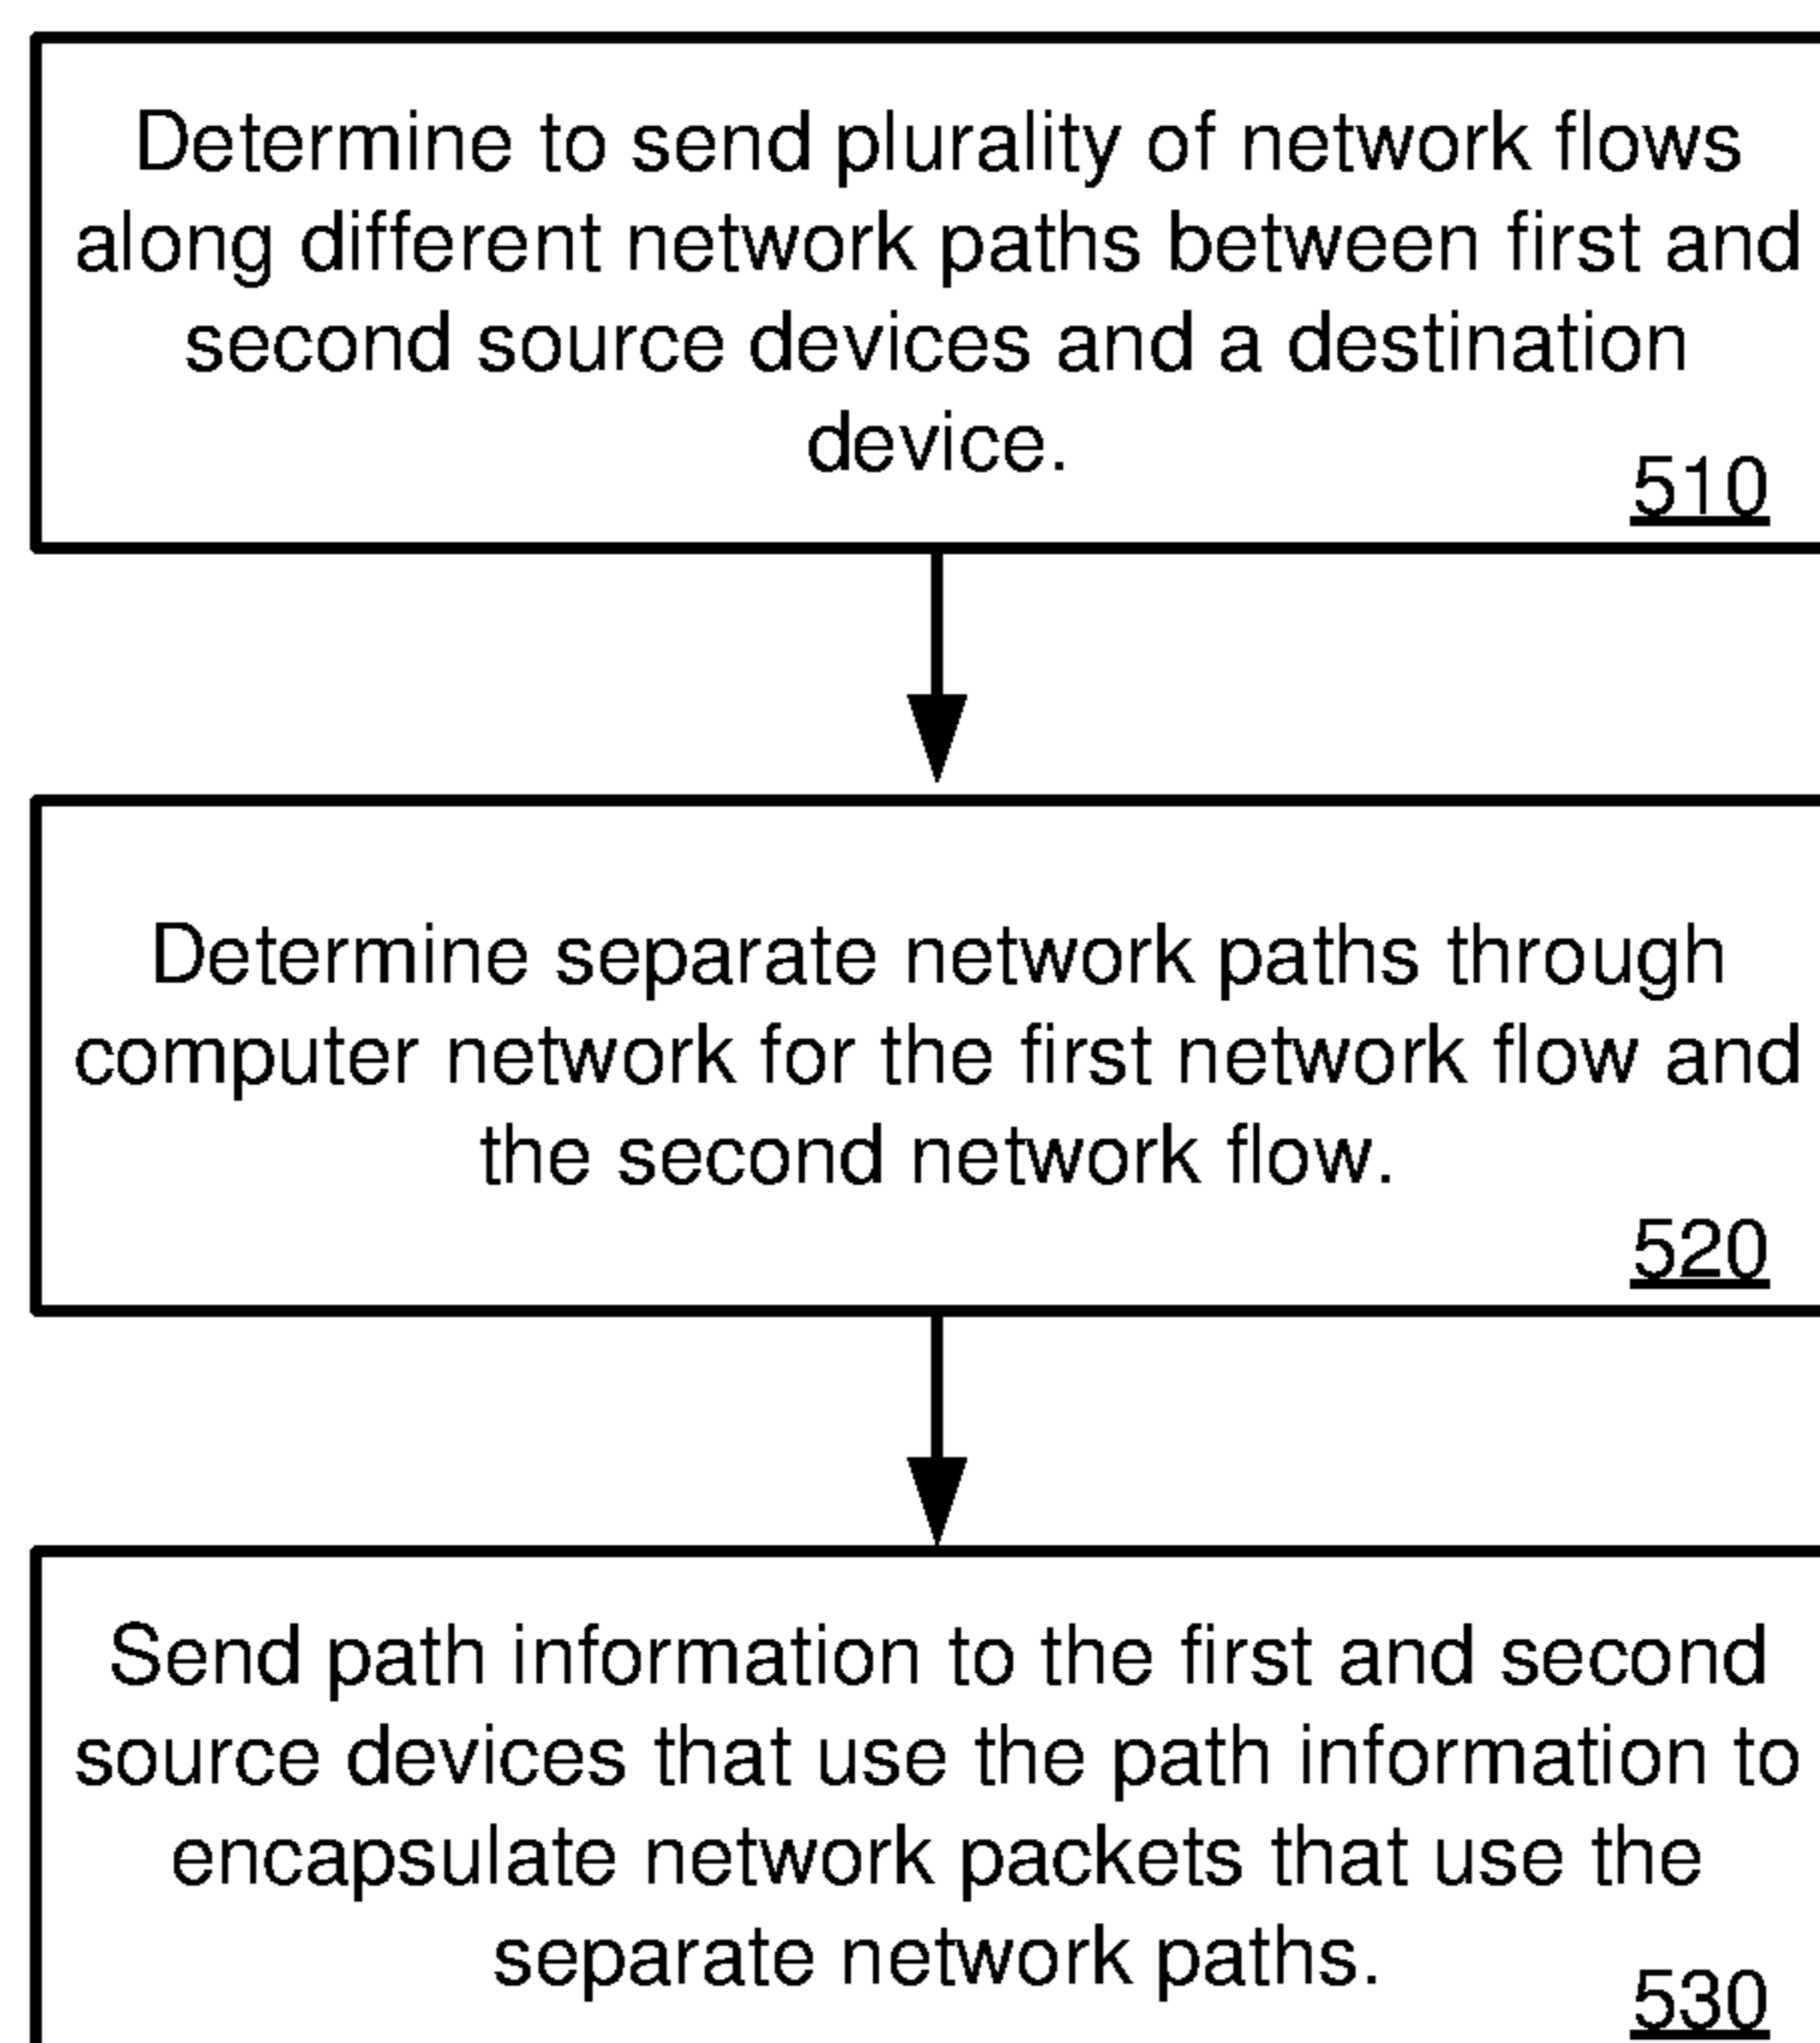 Determine to send plurality of network flows
along different network paths between first and
second source devices and a destination
device.
510
Determine separate network paths through
computer network for the first network flow and
the second network flow.
520
Send path information to the first and second
source devices that use the path information to
encapsulate network packets that use the
separate network paths.
530